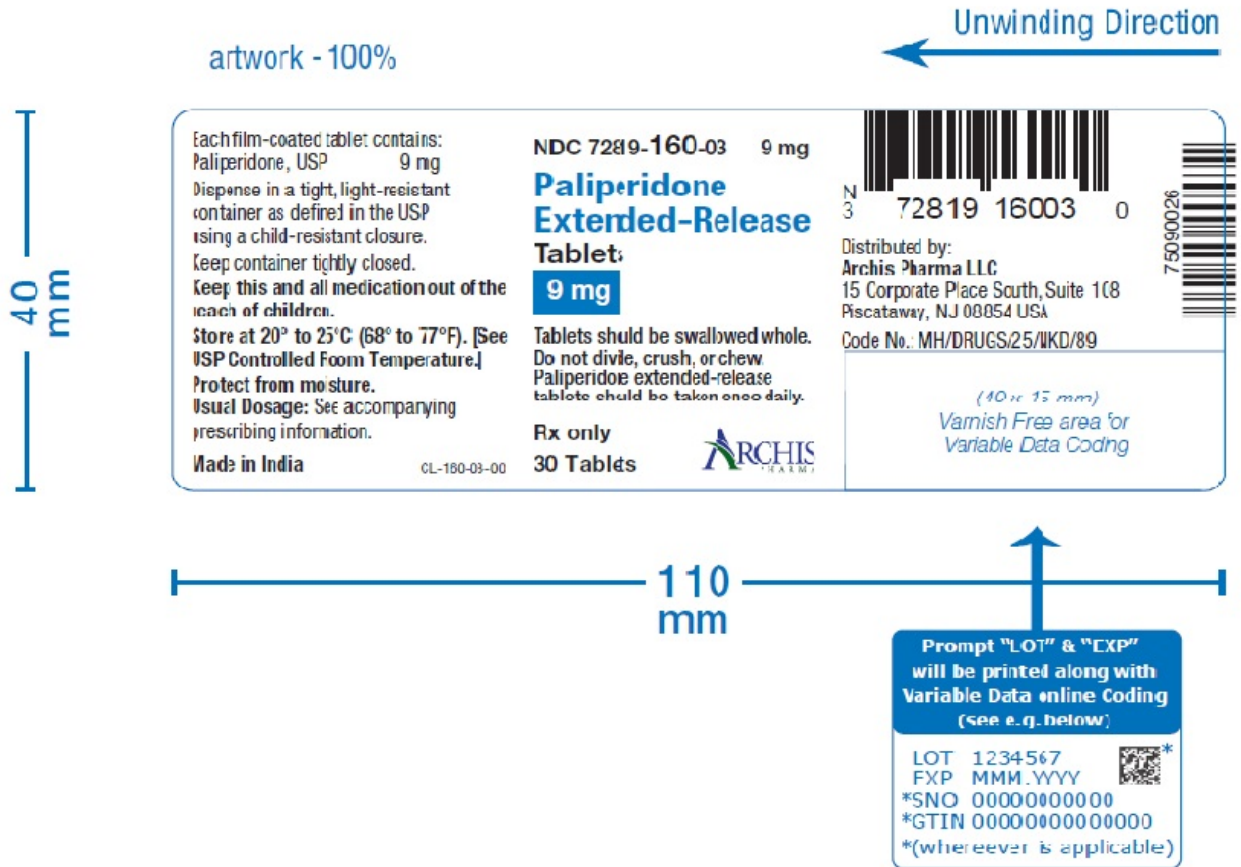 Unwinding Direction
artwork - 100%
40 mm
Each film-coated tablet contains:
Paliperidone, USP 9 mg
Dispense in a tight, light-resistant
container as defined in the USP
using a child-resistant closure.
Keep container tightly closed.
Keep this and all medication out of the
reach of children.
Store at 20° to 25°C (68° to 77°F). [See
USP Controlled Room Temperature.]
Protect from moisture.
Usual Dosage: See accompanying
prescribing information.
Made in India CL-160-03-00
NDC 72819-160-03 9 mg
Paliperidone
Extended-Release
Tablets
9 mg
Tablets should be swallowed whole.
Do not divide, crush, or chew.
Paliperidone extended-release
tablets should be taken once daily.
Rx only
30 Tablets
ARCHIS
PHARMA
N
3 72819 16003 0
Distributed by:
Archis Pharma LLC
15 Corporate Place South, Suite 108
Piscataway, NJ 08854 USA
Code No.: MH/DRUGS/25/NKD/89
75090026
(40 x 15 mm)
Varnish Free area for
Variable Data Coding
110
mm
Prompt "LOT" & "EXP"
will be printed along with
Variable Data online Coding
(see e.g. below)
LOT 1234567 *
EXP MMM.YYYY
*SNO 00000000000
*GTIN 00000000000000
*(whereever is applicable)